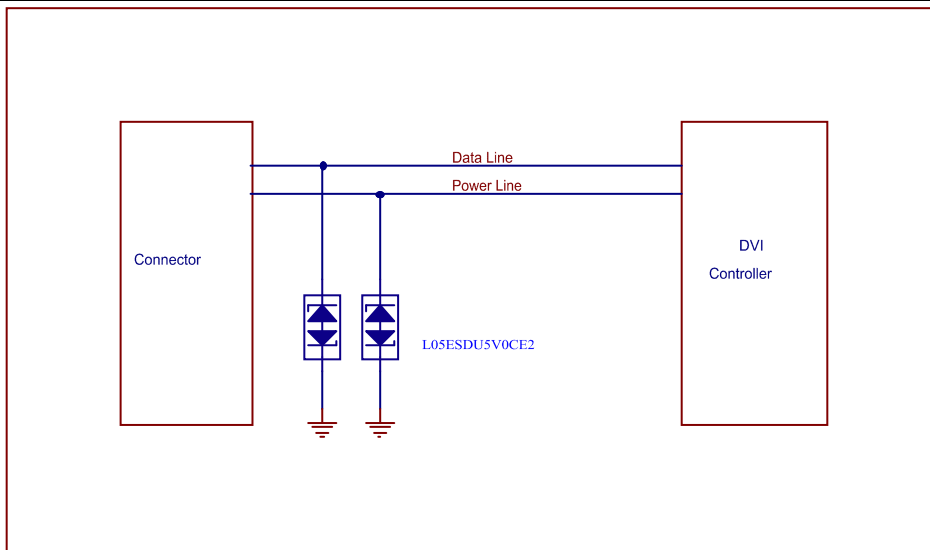 Data Line
Power Line
Connector
DVI
Controller
L05ESDU5V0CE2